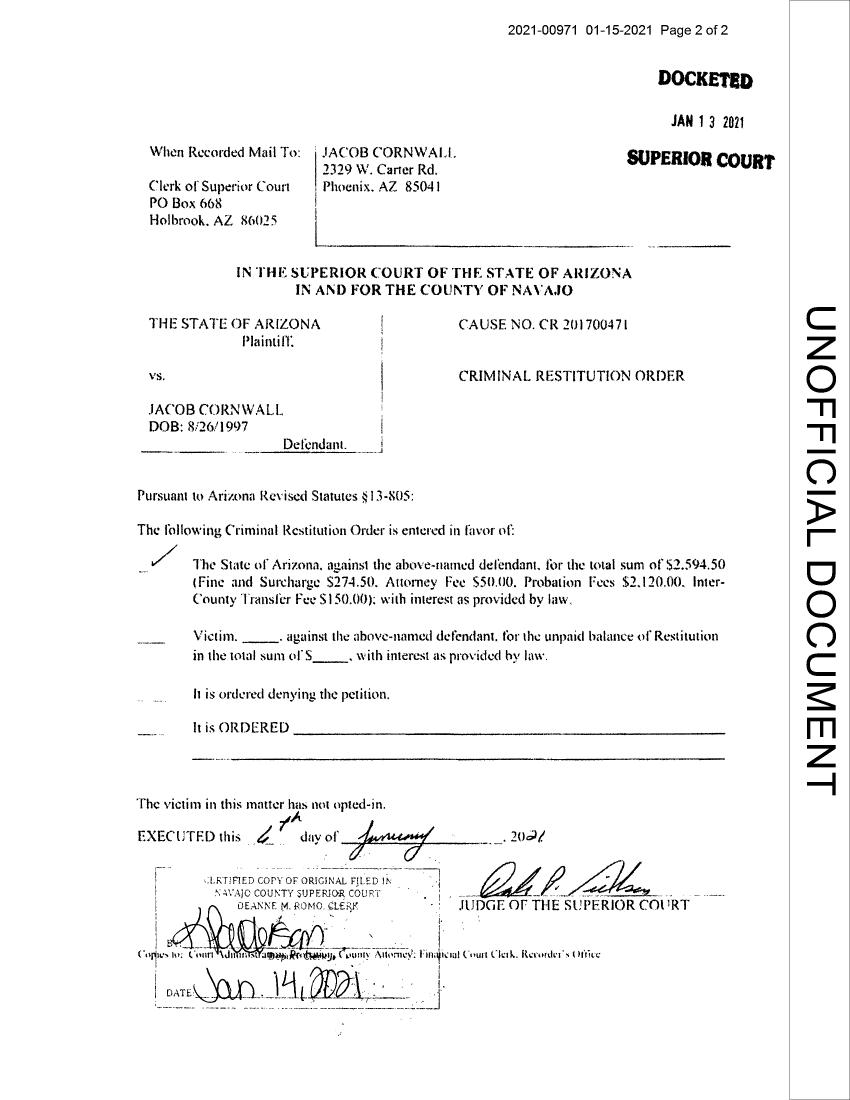 2021-00971 01-15-2021 Page 2 of 2
DOCKETED
JAN 13 2021
SUPERIOR COURT
When Recorded Mail To:
Clerk of Superior Court
PO Box 668
Holbrook, AZ 86025
JACOB CORNWALL
2329 W. Carter Rd.
Phoenix, AZ 85041
IN THE SUPERIOR COURT OF THE STATE OF ARIZONA
IN AND FOR THE COUNTY OF NAVAJO
THE STATE OF ARIZONA
Plaintiff,
vs.
JACOB CORNWALL
DOB: 8/26/1997
Defendant.
CAUSE NO. CR 201700471
CRIMINAL RESTITUTION ORDER
Pursuant to Arizona Revised Statutes §13-805:
The following Criminal Restitution Order is entered in favor of:
The State of Arizona, against the above-named defendant, for the total sum of $2,594.50
(Fine and Surcharge $274.50, Attorney Fee $50.00, Probation Fees $2,120.00, Inter-
County Transfer Fee $150.00); with interest as provided by law.
Victim, _____, against the above-named defendant, for the unpaid balance of Restitution
in the total sum of $_____, with interest as provided by law.
It is ordered denying the petition.
It is ORDERED
The victim in this matter has not opted-in.
EXECUTED this 6th day of January, 2021
JUDGE OF THE SUPERIOR COURT
CERTIFIED COPY OF ORIGINAL FILED IN
NAVAJO COUNTY SUPERIOR COURT
DEANNE M. ROMO, CLERK
BY:
Copies to: Court County Attorney; Financial Court Clerk, Recorder's Office
DATE: Jan. 14, 2021
UNOFFICIAL DOCUMENT